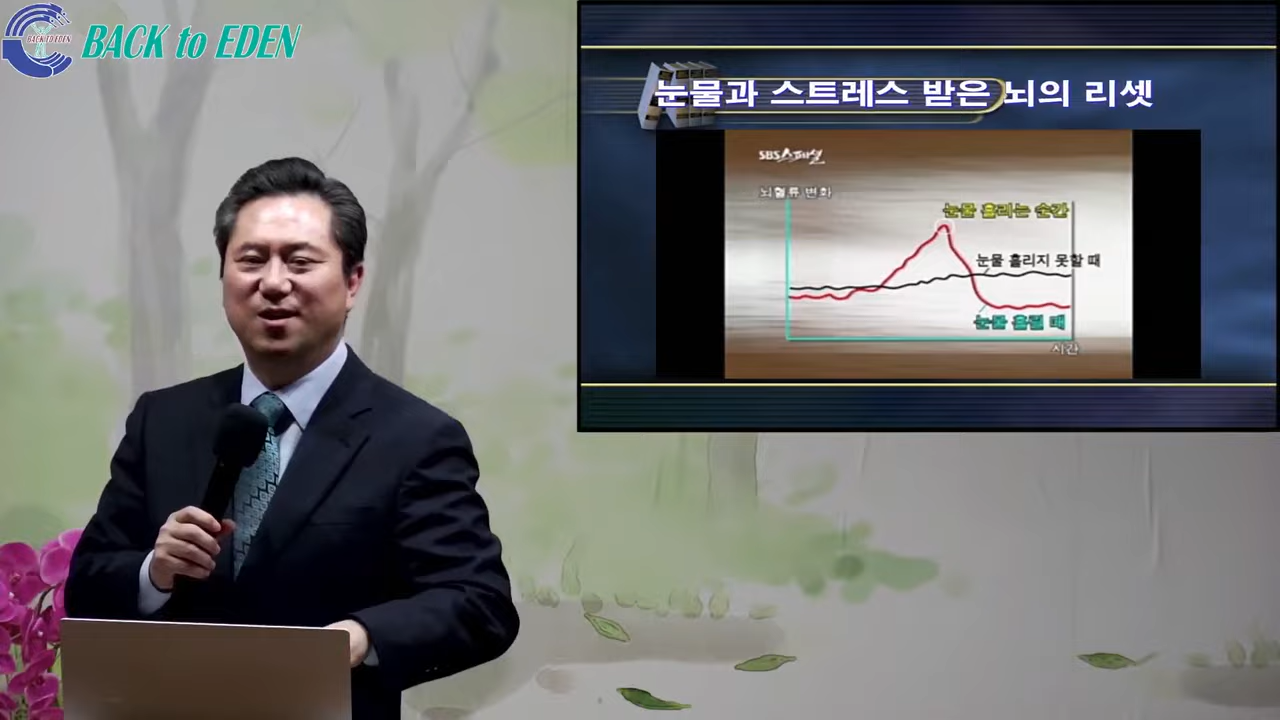 BACK to EDEN
BACK TO EDEN
눈물과 스트레스 받은 뇌의 리셋
SBS스페셜
뇌혈류 변화
눈물 흘리는 순간
눈물 흘리지 못할 때
눈물 흘릴 때
시간